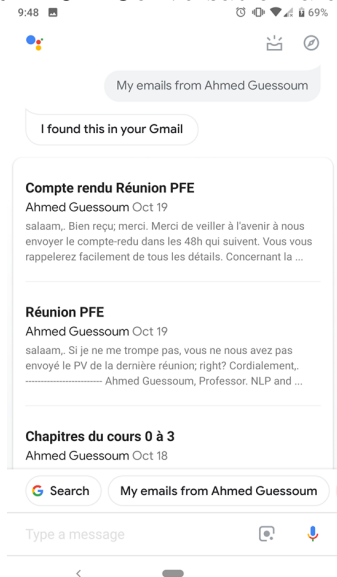 9:48
69%
My emails from Ahmed Guessoum
I found this in your Gmail
Compte rendu Réunion PFE
Ahmed Guessoum Oct 19
salaam,. Bien reçu; merci. Merci de veiller à l'avenir à nous
envoyer le compte-redu dans les 48h qui suivent. Vous vous
rappelerez facilement de tous les détails. Concernant la ...
Réunion PFE
Ahmed Guessoum Oct 19
salaam,. Si je ne me trompe pas, vous ne nous avez pas
envoyé le PV de la dernière réunion; right? Cordialement,.
------------------------ Ahmed Guessoum, Professor. NLP and ...
Chapitres du cours 0 à 3
Ahmed Guessoum Oct 18
Search
My emails from Ahmed Guessoum
Type a message